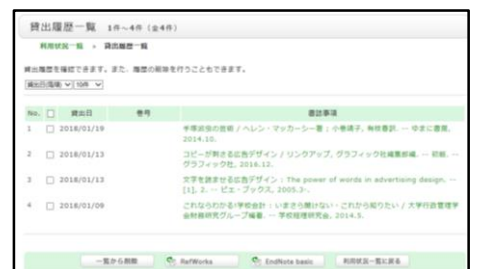 貸出履歴一覧 1件～4件 (全4件)
利用状況一覧 > 貸出履歴一覧
貸出履歴を確認できます。また、履歴の削除を行うこともできます。
貸出日(降順) 10件
No. 貸出日 巻号 書誌事項
1 2018/01/19 手塚治虫の芸術 / ヘレン・マッカーシー著 ; 小巻靖子, 有枝春訳. -- ゆまに書房,
2014.10.
2 2018/01/13 コピーが刺さる広告デザイン / リンクアップ, グラフィック社編集部編. -- 初版. --
グラフィック社, 2016.12.
3 2018/01/13 文字を読ませる広告デザイン : The power of words in advertising design. --
[1], 2. -- ピエ・ブックス, 2005.3-.
4 2018/01/09 これならわかる!学校会計 : いまさら聞けない・これから知りたい / 大学行政管理学
会財務研究グループ編著. -- 学校経理研究会, 2014.5.
一覧から削除 RefWorks EndNote basic 利用状況一覧に戻る